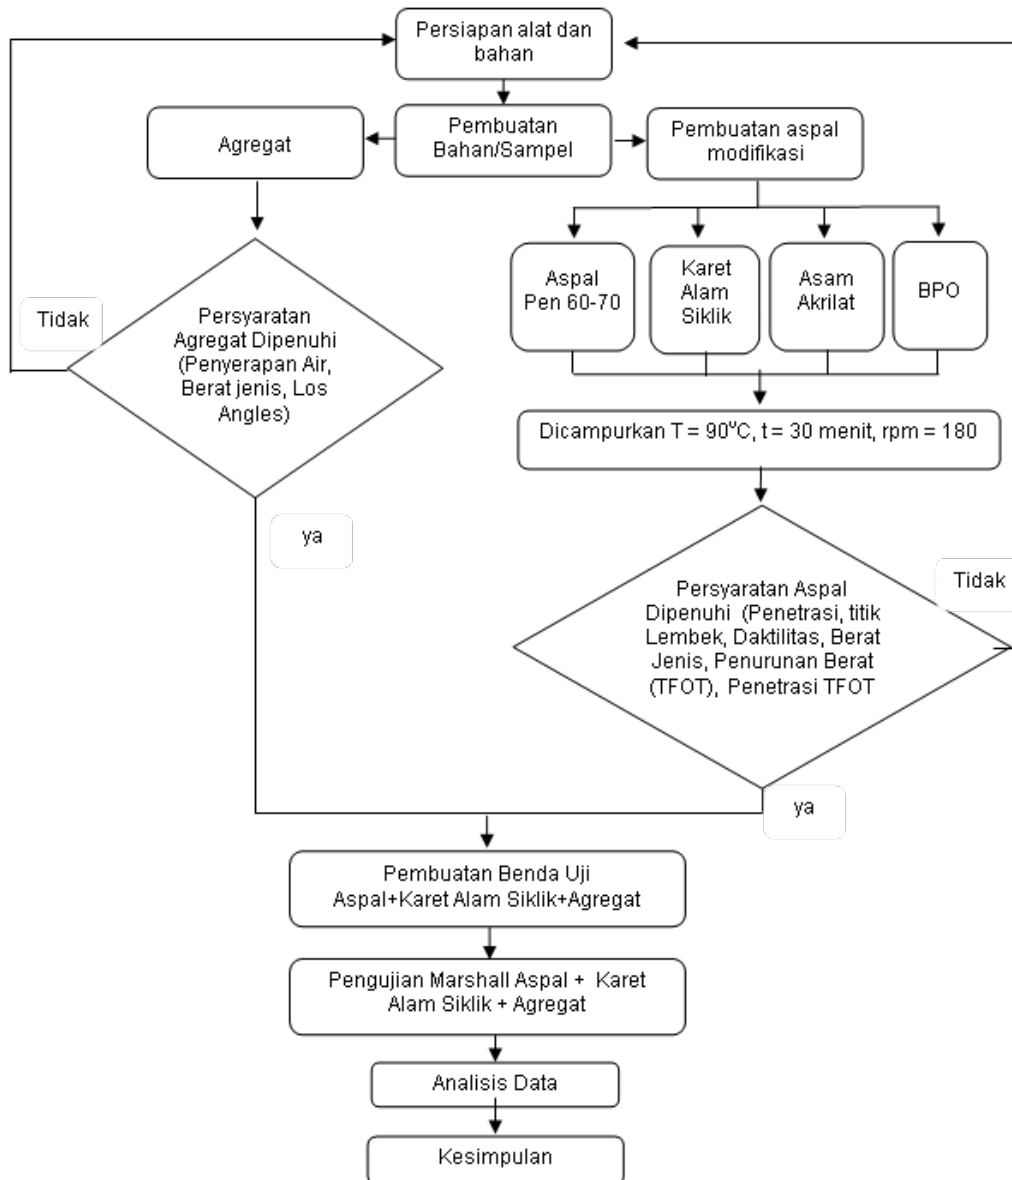 Persiapan alat dan
bahan
Agregat
Pembuatan
Bahan/Sampel
Pembuatan aspal
modifikasi
Aspal
Pen 60-70
Karet
Alam
Siklik
Asam
Akrilat
BPO
Tidak
Persyaratan
Agregat Dipenuhi
(Penyerapan Air,
Berat jenis, Los
Angles)
Dicampurkan T = 90°C, t = 30 menit, rpm = 180
ya
Persyaratan Aspal
Dipenuhi (Penetrasi, titik
Lembek, Daktilitas, Berat
Jenis, Penurunan Berat
(TFOT), Penetrasi TFOT
Tidak
ya
Pembuatan Benda Uji
Aspal+Karet Alam Siklik+Agregat
Pengujian Marshall Aspal + Karet
Alam Siklik + Agregat
Analisis Data
Kesimpulan